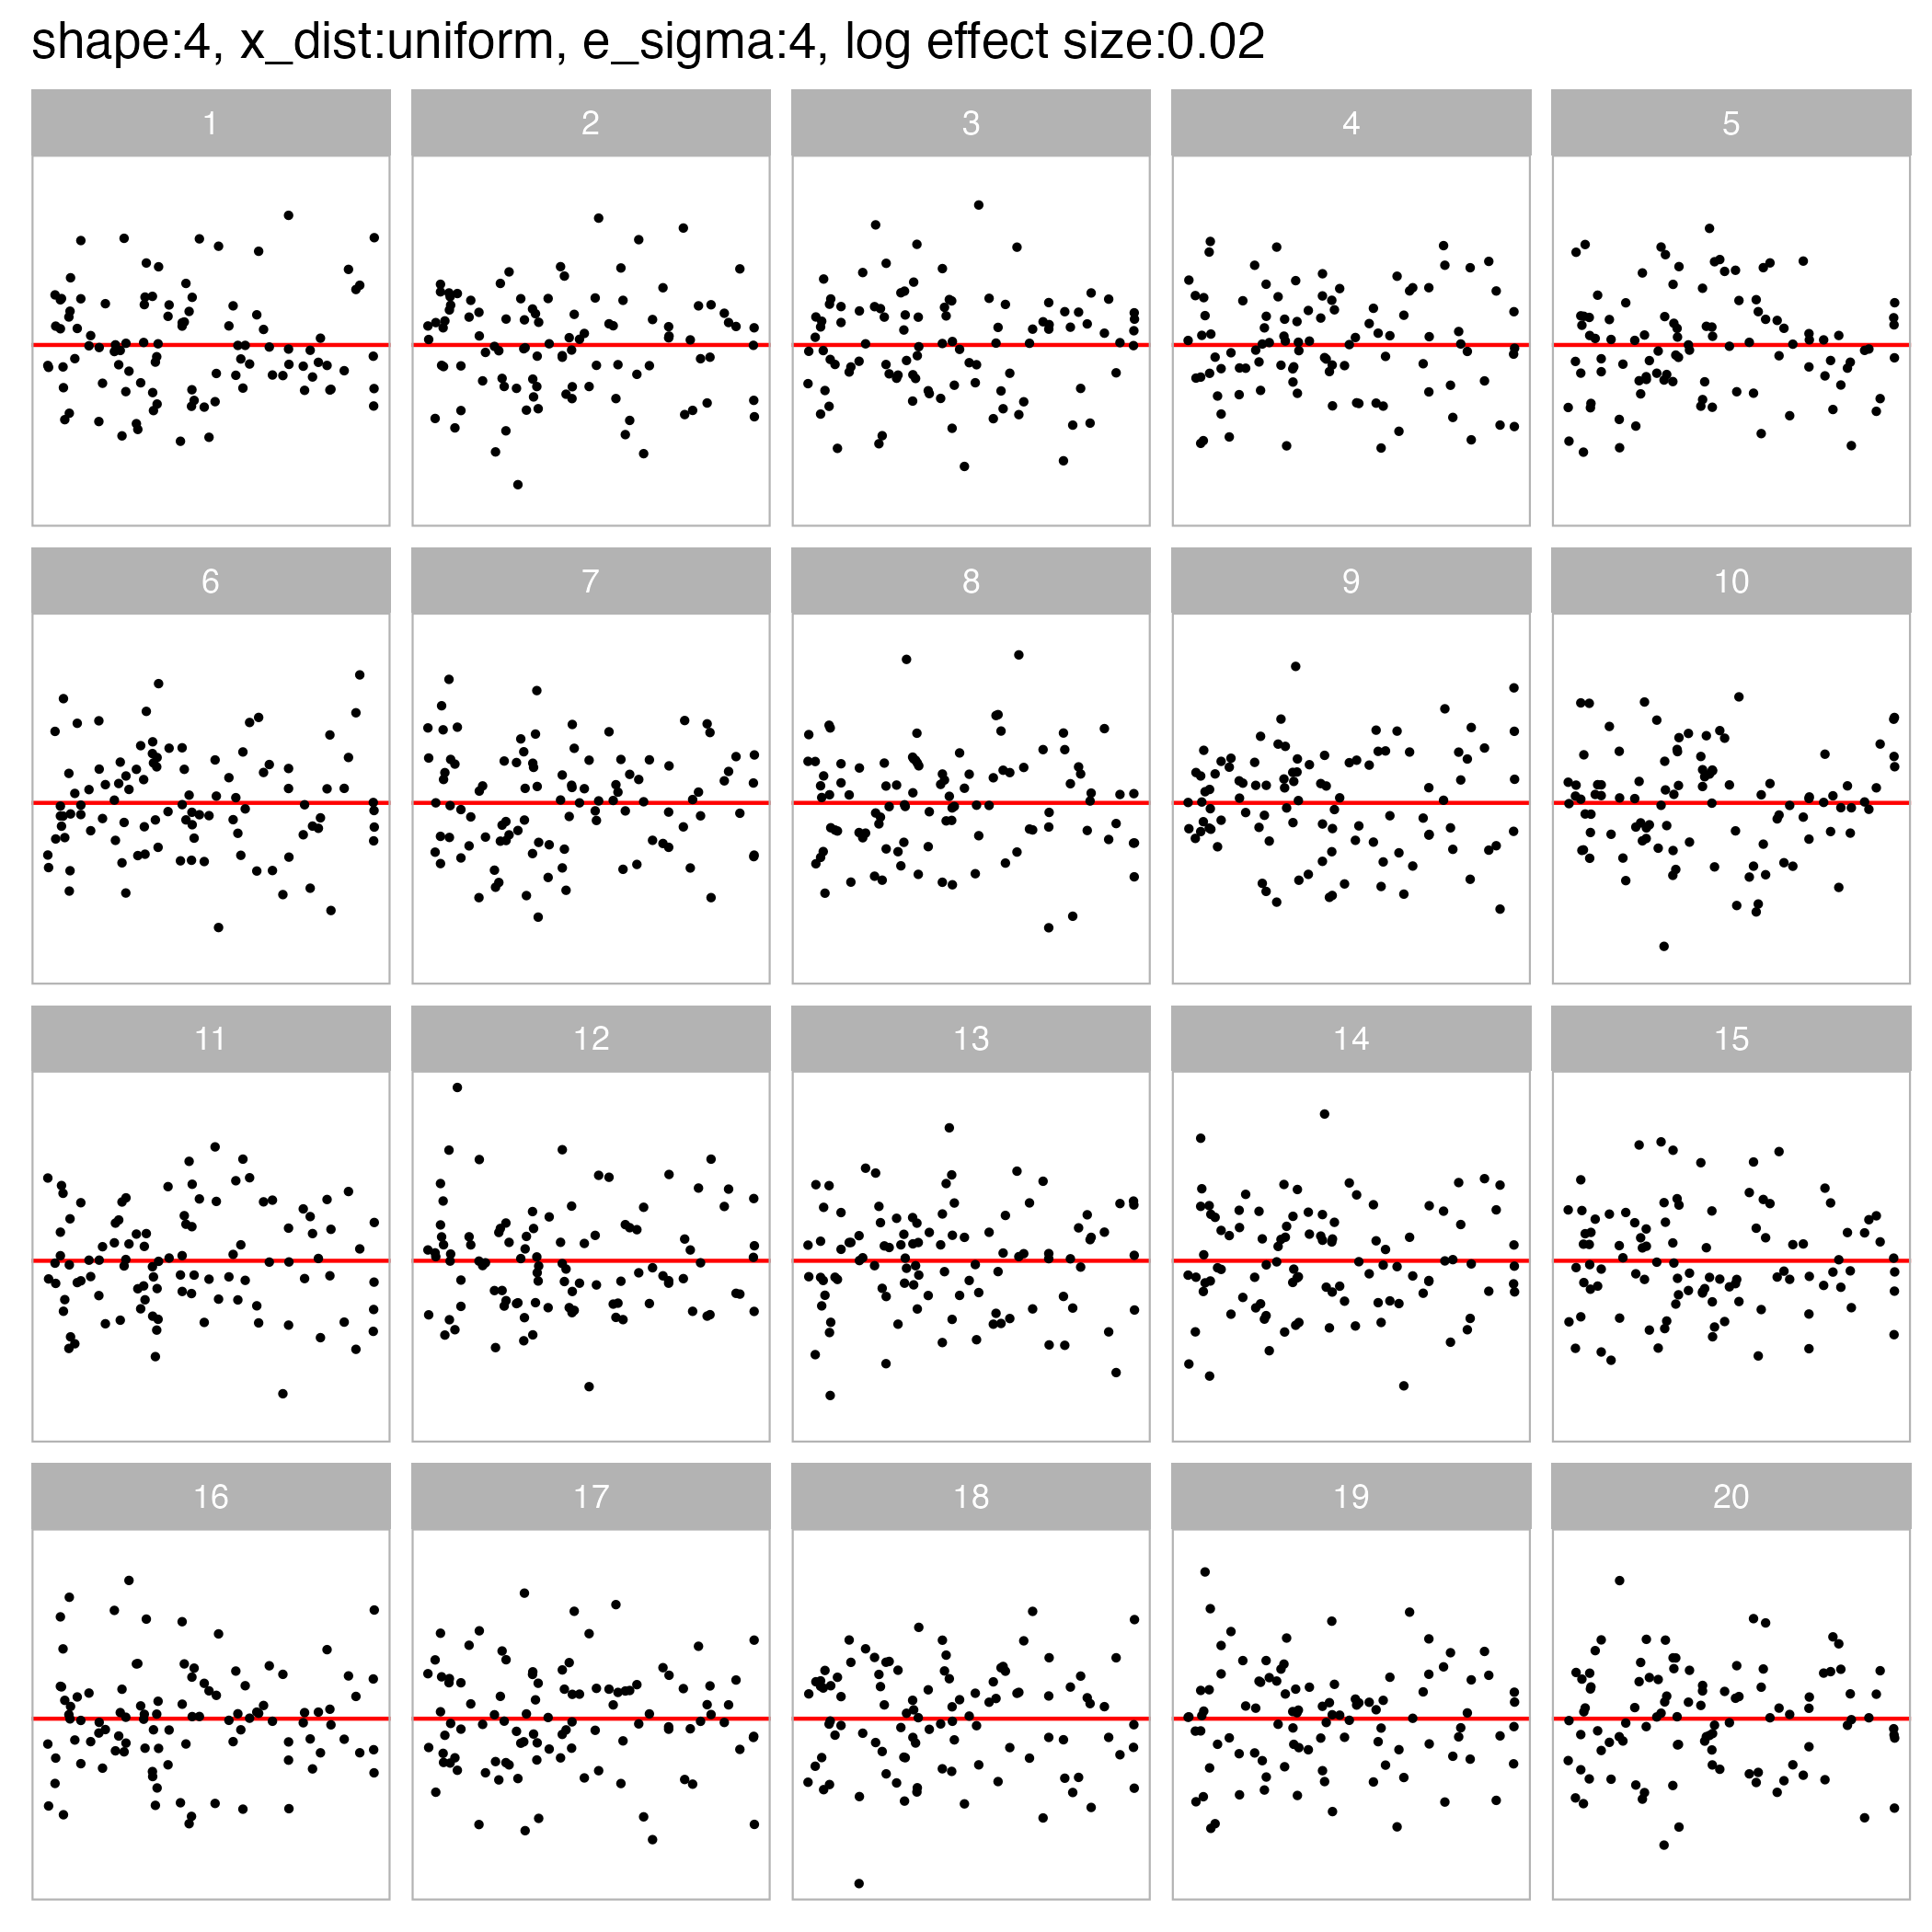 shape:4, x_dist:uniform, e_sigma:4, log effect size:0.02
1 2 3 4 5
6 7 8 9 10
11 12 13 14 15
16 17 18 19 20